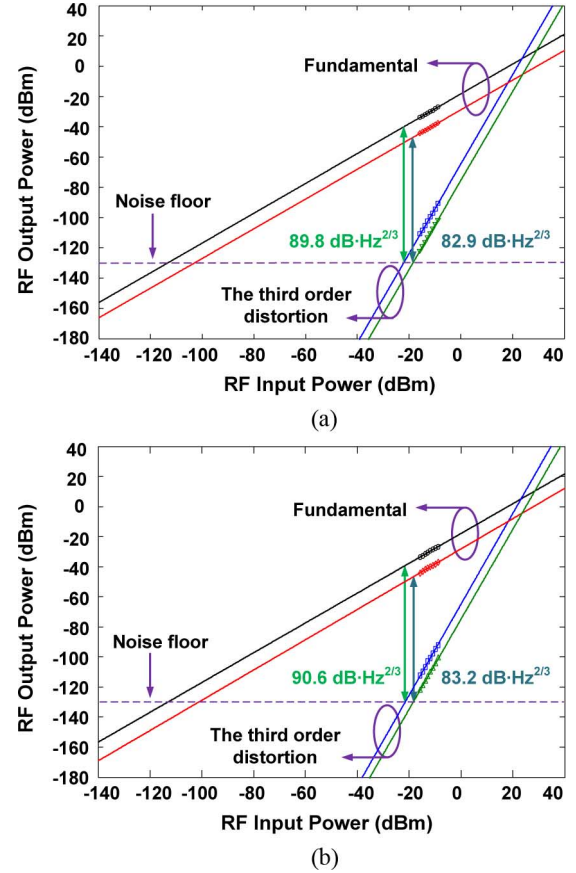 40
20
0
-20
-40
-60
-80
-100
-120
-140
-160
-180
RF Output Power (dBm)
Fundamental
Noise floor
89.8 dB·Hz2/3
82.9 dB·Hz2/3
The third order
distortion
-140 -120 -100 -80 -60 -40 -20 0 20 40
RF Input Power (dBm)
(a)
40
20
0
-20
-40
-60
-80
-100
-120
-140
-160
-180
RF Output Power (dBm)
Fundamental
Noise floor
90.6 dB·Hz2/3
83.2 dB·Hz2/3
The third order
distortion
-140 -120 -100 -80 -60 -40 -20 0 20 40
RF Input Power (dBm)
(b)